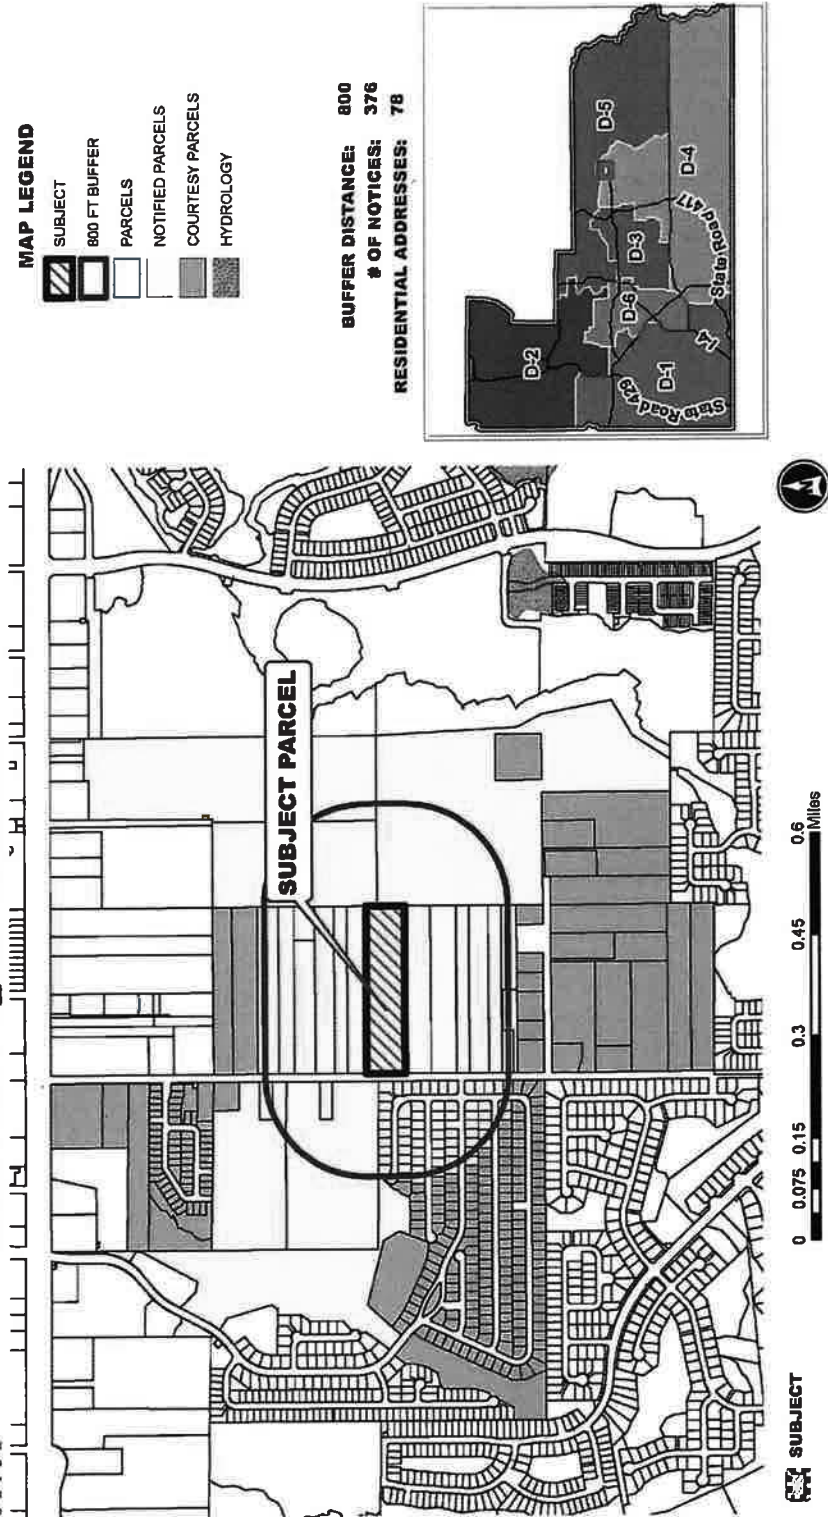 MAP LEGEND
SUBJECT
800 FT BUFFER
PARCELS
NOTIFIED PARCELS
COURTESY PARCELS
HYDROLOGY
BUFFER DISTANCE: 800
# OF NOTICES: 376
RESIDENTIAL ADDRESSES: 78
D-2
D-5
D-3
D-6
D-4
D-1
State Road 417
State Road 429
I-4
SUBJECT PARCEL
SUBJECT
0 0.075 0.15 0.3 0.45 0.6
Miles